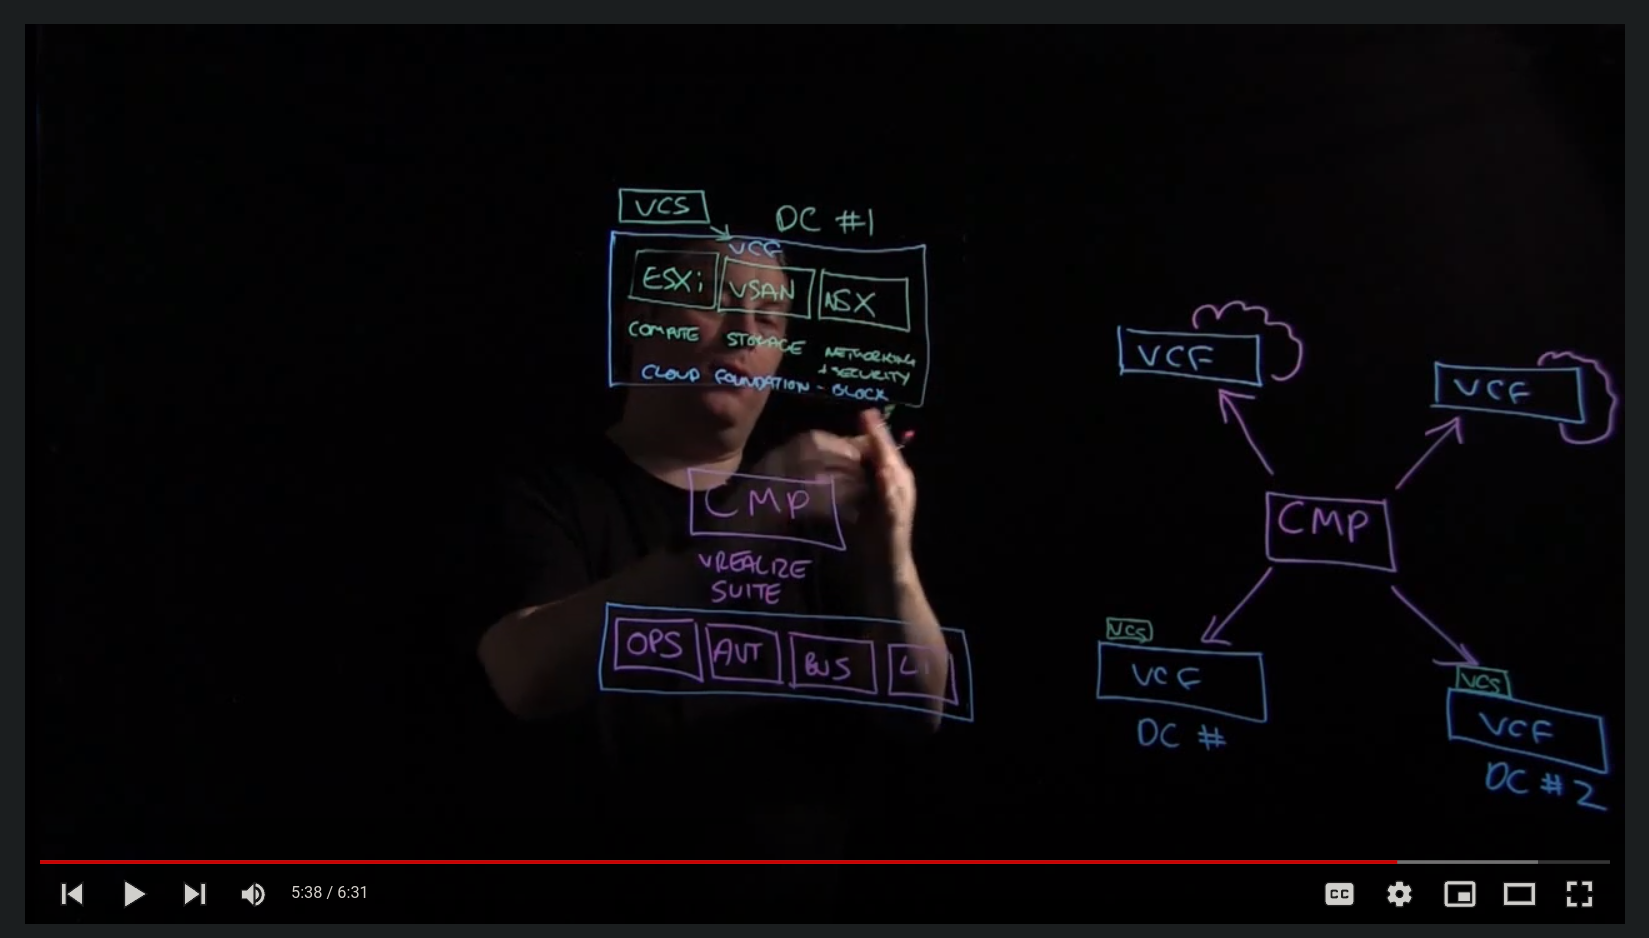 VCS
DC #1
VCF
ESXi
VSAN
NSX
COMPUTE
STORAGE
NETWORKING
+ SECURITY
CLOUD FOUNDATION - BLOCK
CMP
VREALIZE
SUITE
OPS
AUT
BUS
LI
VCF
VCF
CMP
VCS
VCF
DC #
VCS
VCF
DC #2
5:38 / 6:31
CC